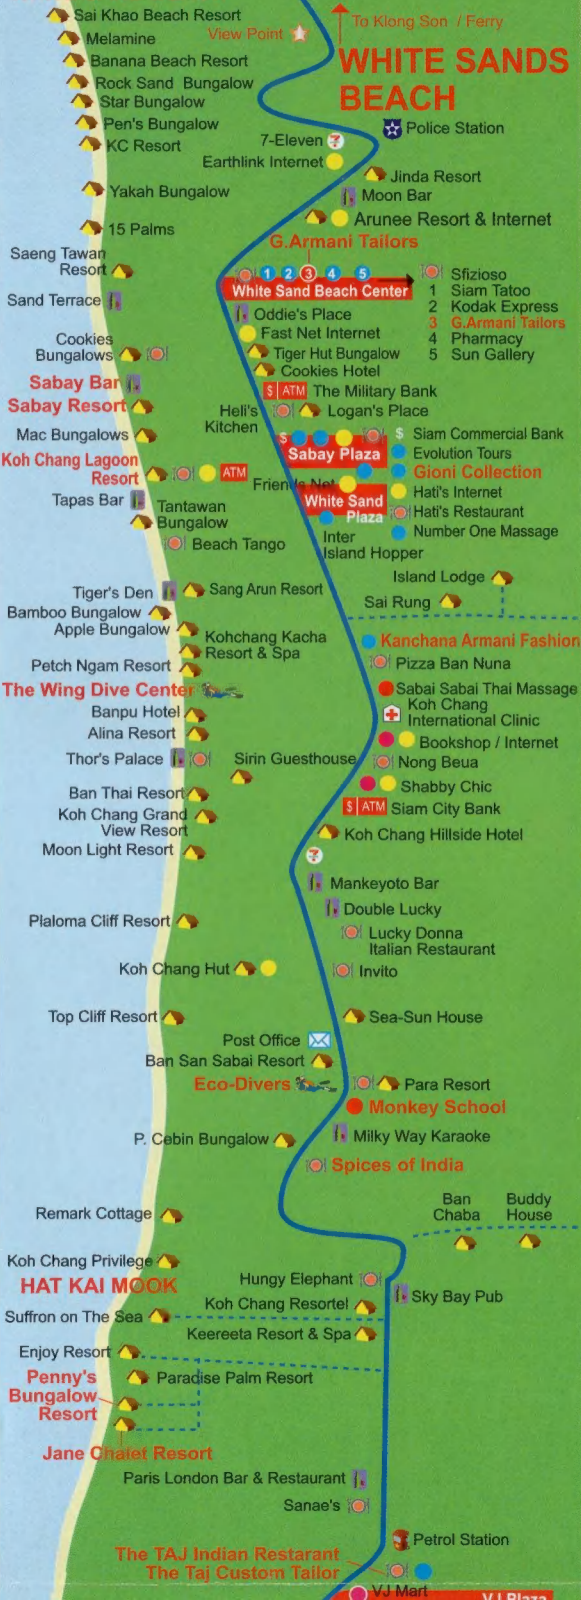 Sai Khao Beach Resort
To Klong Son / Ferry
View Point
Melamine
WHITE SANDS
BEACH
Banana Beach Resort
Rock Sand Bungalow
Star Bungalow
Pen's Bungalow
Police Station
KC Resort
7-Eleven
Earthlink Internet
Jinda Resort
Yakah Bungalow
Moon Bar
15 Palms
Arunee Resort & Internet
G.Armani Tailors
Saeng Tawan
Resort
1 2 3 4 5
White Sand Beach Center
Sfizioso
1 Siam Tatoo
2 Kodak Express
3 G.Armani Tailors
4 Pharmacy
5 Sun Gallery
Sand Terrace
Oddie's Place
Fast Net Internet
Cookies
Bungalows
Tiger Hut Bungalow
Cookies Hotel
Sabay Bar
$ ATM The Military Bank
Sabay Resort
Heli's
Kitchen
Logan's Place
Mac Bungalows
$
Sabay Plaza
$ Siam Commercial Bank
Evolution Tours
Gioni Collection
Hati's Internet
Hati's Restaurant
Number One Massage
Koh Chang Lagoon
Resort
ATM
Friends Net
White Sand
Plaza
Tapas Bar
Tantawan
Bungalow
Inter
Island Hopper
Beach Tango
Island Lodge
Sai Rung
Tiger's Den
Sang Arun Resort
Bamboo Bungalow
Apple Bungalow
Kohchang Kacha
Resort & Spa
Kanchana Armani Fashion
Petch Ngam Resort
Pizza Ban Nuna
The Wing Dive Center
Sabai Sabai Thai Massage
Banpu Hotel
Koh Chang
International Clinic
Alina Resort
Bookshop / Internet
Thor's Palace
Sirin Guesthouse
Nong Beua
Ban Thai Resort
Shabby Chic
Koh Chang Grand
View Resort
$ ATM Siam City Bank
Koh Chang Hillside Hotel
Moon Light Resort
7
Mankeyoto Bar
Double Lucky
Plaloma Cliff Resort
Lucky Donna
Italian Restaurant
Koh Chang Hut
Invito
Top Cliff Resort
Sea-Sun House
Post Office
Ban San Sabai Resort
Eco-Divers
Para Resort
Monkey School
P. Cebin Bungalow
Milky Way Karaoke
Spices of India
Ban
Chaba
Buddy
House
Remark Cottage
Koh Chang Privilege
HAT KAI MOOK
Hungy Elephant
Sky Bay Pub
Koh Chang Resortel
Suffron on The Sea
Keereeta Resort & Spa
Enjoy Resort
Penny's
Bungalow
Resort
Paradise Palm Resort
Jane Chalet Resort
Paris London Bar & Restaurant
Sanae's
Petrol Station
The TAJ Indian Restarant
The Taj Custom Tailor
VJ Mart
VJ Plaza